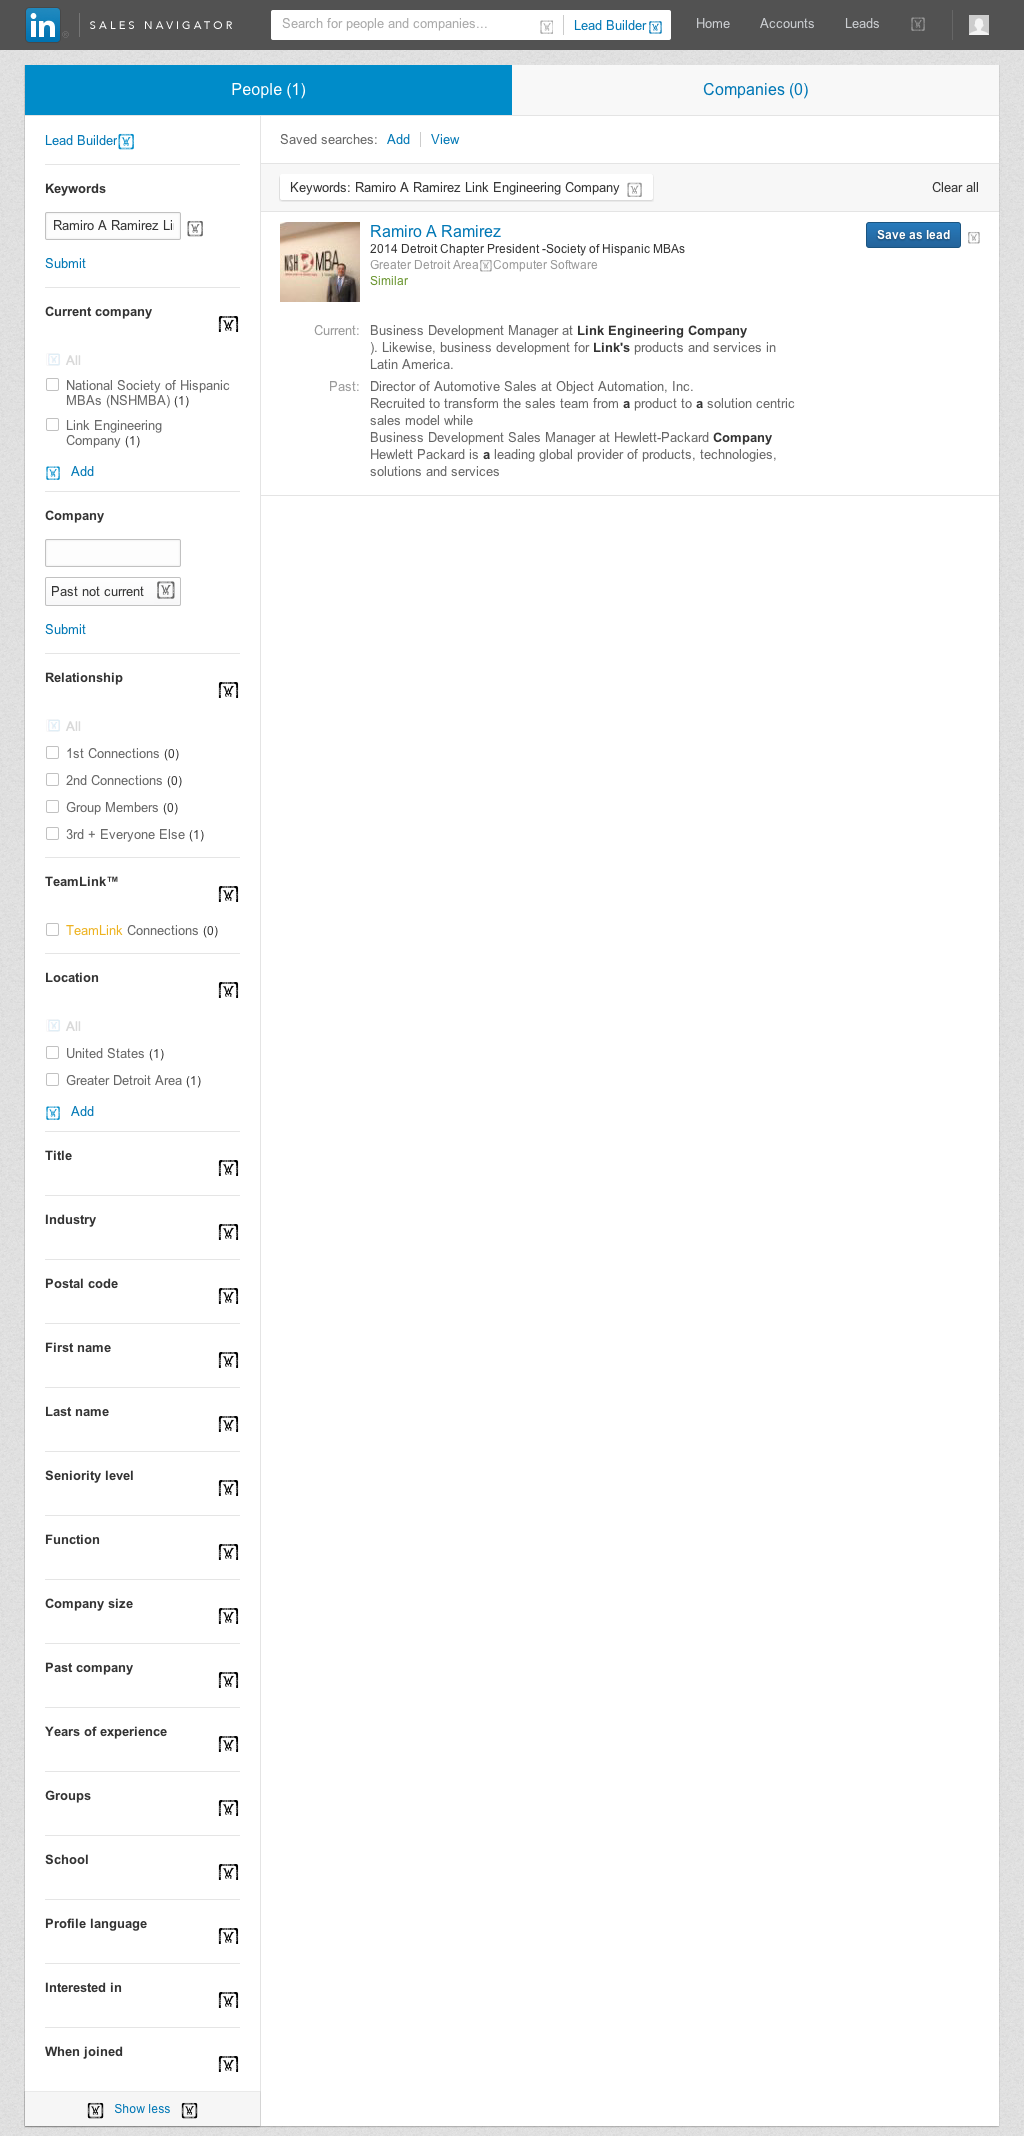 in SALES NAVIGATOR
Search for people and companies...
Lead Builder
Home
Accounts
Leads
People (1)
Companies (0)
Lead Builder
Keywords
Ramiro A Ramirez Li
Submit
Current company
All
National Society of Hispanic
MBAs (NSHMBA) (1)
Link Engineering
Company (1)
Add
Company
Past not current
Submit
Relationship
All
1st Connections (0)
2nd Connections (0)
Group Members (0)
3rd + Everyone Else (1)
TeamLink™
TeamLink Connections (0)
Location
All
United States (1)
Greater Detroit Area (1)
Add
Title
Industry
Postal code
First name
Last name
Seniority level
Function
Company size
Past company
Years of experience
Groups
School
Profile language
Interested in
When joined
Show less
Saved searches: Add View
Keywords: Ramiro A Ramirez Link Engineering Company
Clear all
NSH MBA
Ramiro A Ramirez
Save as lead
2014 Detroit Chapter President -Society of Hispanic MBAs
Greater Detroit Area Computer Software
Similar
Current: Business Development Manager at Link Engineering Company
). Likewise, business development for Link's products and services in
Latin America.
Past: Director of Automotive Sales at Object Automation, Inc.
Recruited to transform the sales team from a product to a solution centric
sales model while
Business Development Sales Manager at Hewlett-Packard Company
Hewlett Packard is a leading global provider of products, technologies,
solutions and services